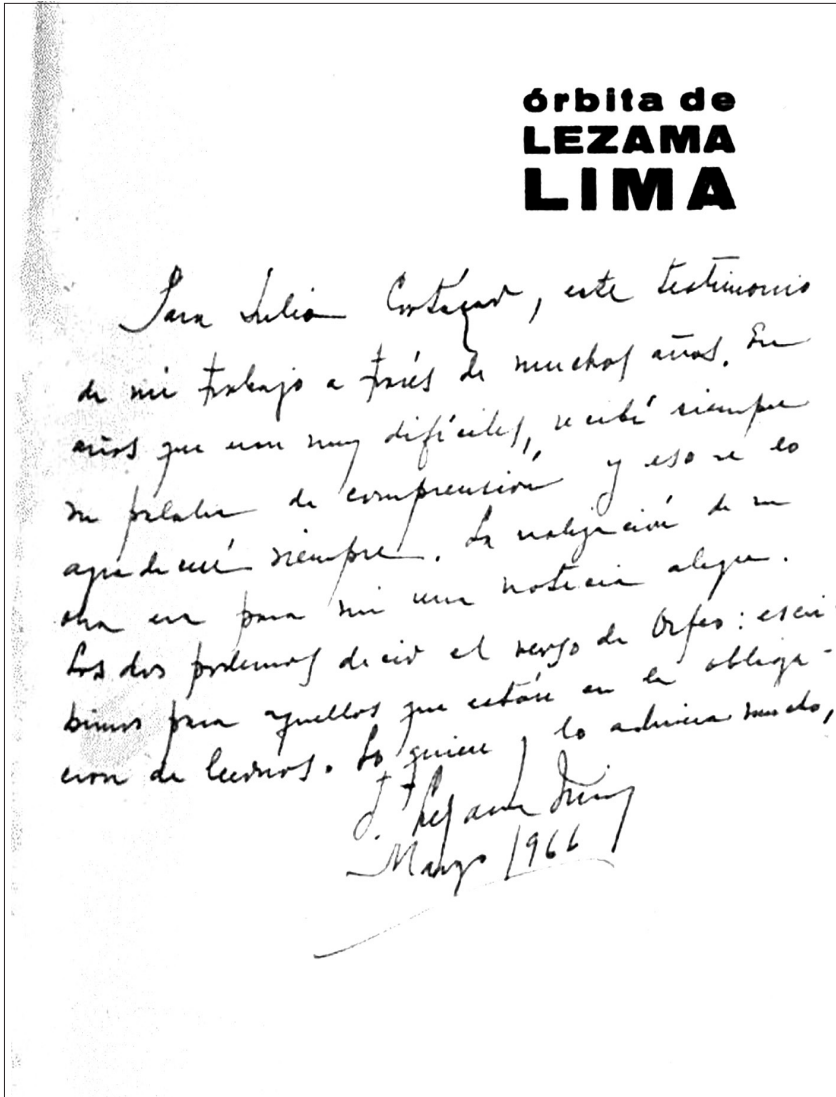 órbita de
LEZAMA
LIMA
Para Julio Cortázar, este testimonio
de mi trabajo a través de muchos años. En
años que eran muy difíciles, recibí siempre
su palabra de comprensión y eso se lo
agradeceré siempre. La realización de su
obra era para mí una noticia alegre.
Los dos podemos decir el verso de Orfeo: escri
bimos para aquellos que están en la obliga-
ción de leernos. Lo quiere y lo admira mucho,
J. Lezama Lima
Marzo 1966